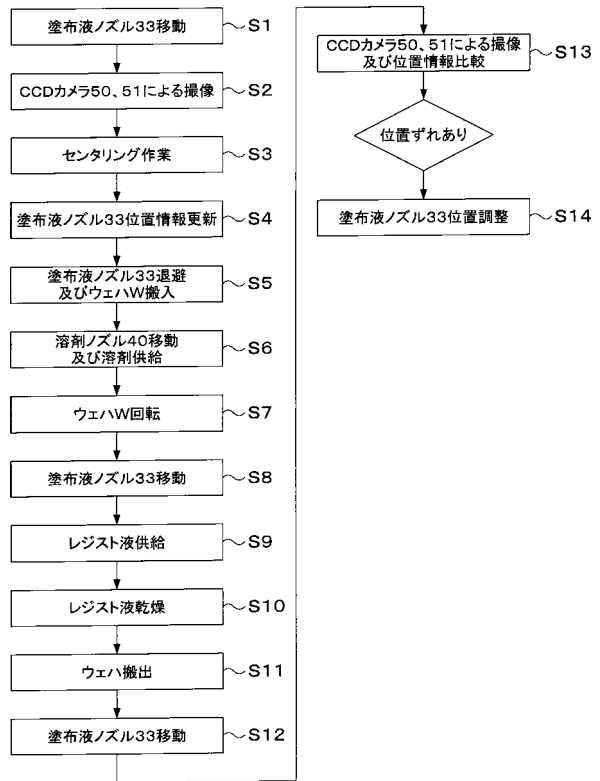 塗布液ノズル33移動 S1
CCDカメラ50、51による撮像 S2
センタリング作業 S3
塗布液ノズル33位置情報更新 S4
塗布液ノズル33退避
及びウェハW搬入 S5
溶剤ノズル40移動
及び溶剤供給 S6
ウェハW回転 S7
塗布液ノズル33移動 S8
レジスト液供給 S9
レジスト液乾燥 S10
ウェハ搬出 S11
塗布液ノズル33移動 S12
CCDカメラ50、51による撮像
及び位置情報比較 S13
位置ずれあり
塗布液ノズル33位置調整 S14